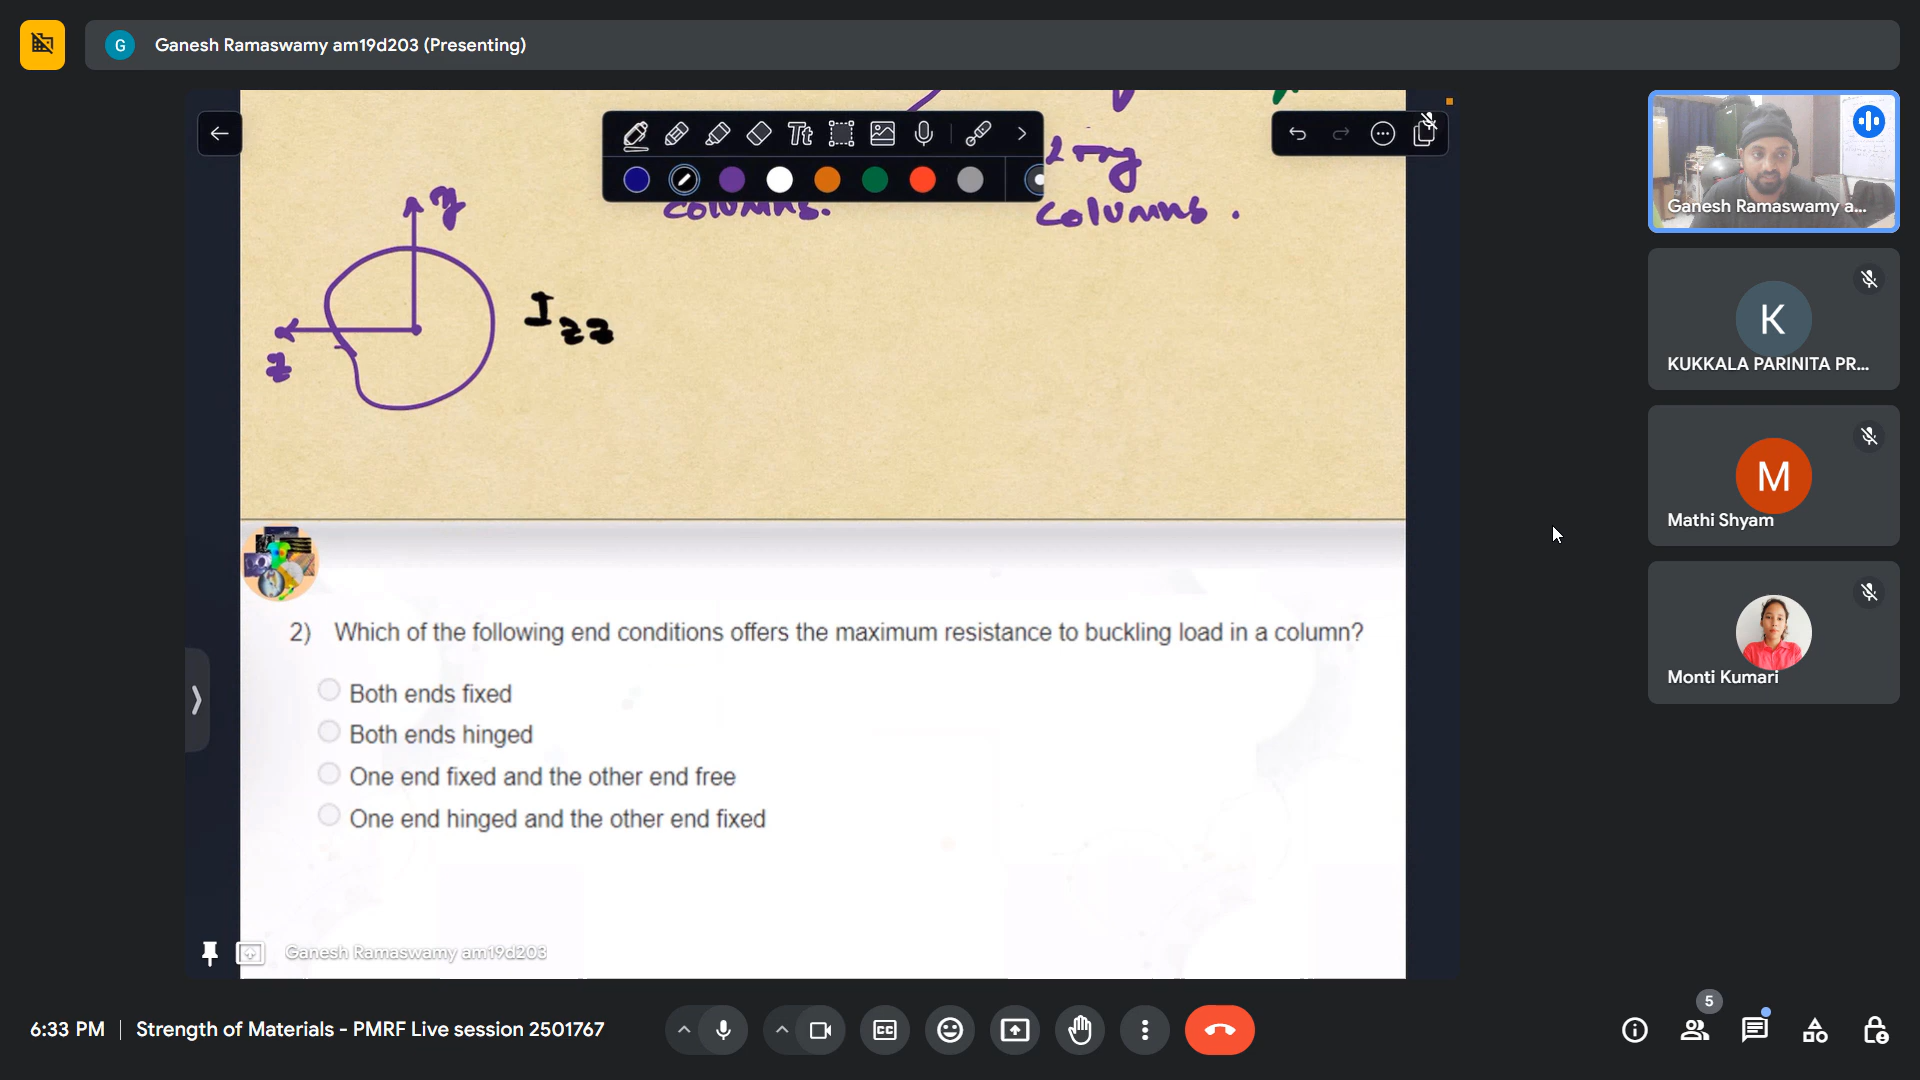 G Ganesh Ramaswamy am19d203 (Presenting)
Tt
columns.
columns.
y
z
Izz
2) Which of the following end conditions offers the maximum resistance to buckling load in a column?
Both ends fixed
Both ends hinged
One end fixed and the other end free
One end hinged and the other end fixed
Ganesh Ramaswamy am19d203
Ganesh Ramaswamy a...
K
KUKKALA PARINITA PR...
M
Mathi Shyam
Monti Kumari
6:33 PM | Strength of Materials - PMRF Live session 2501767
CC
5